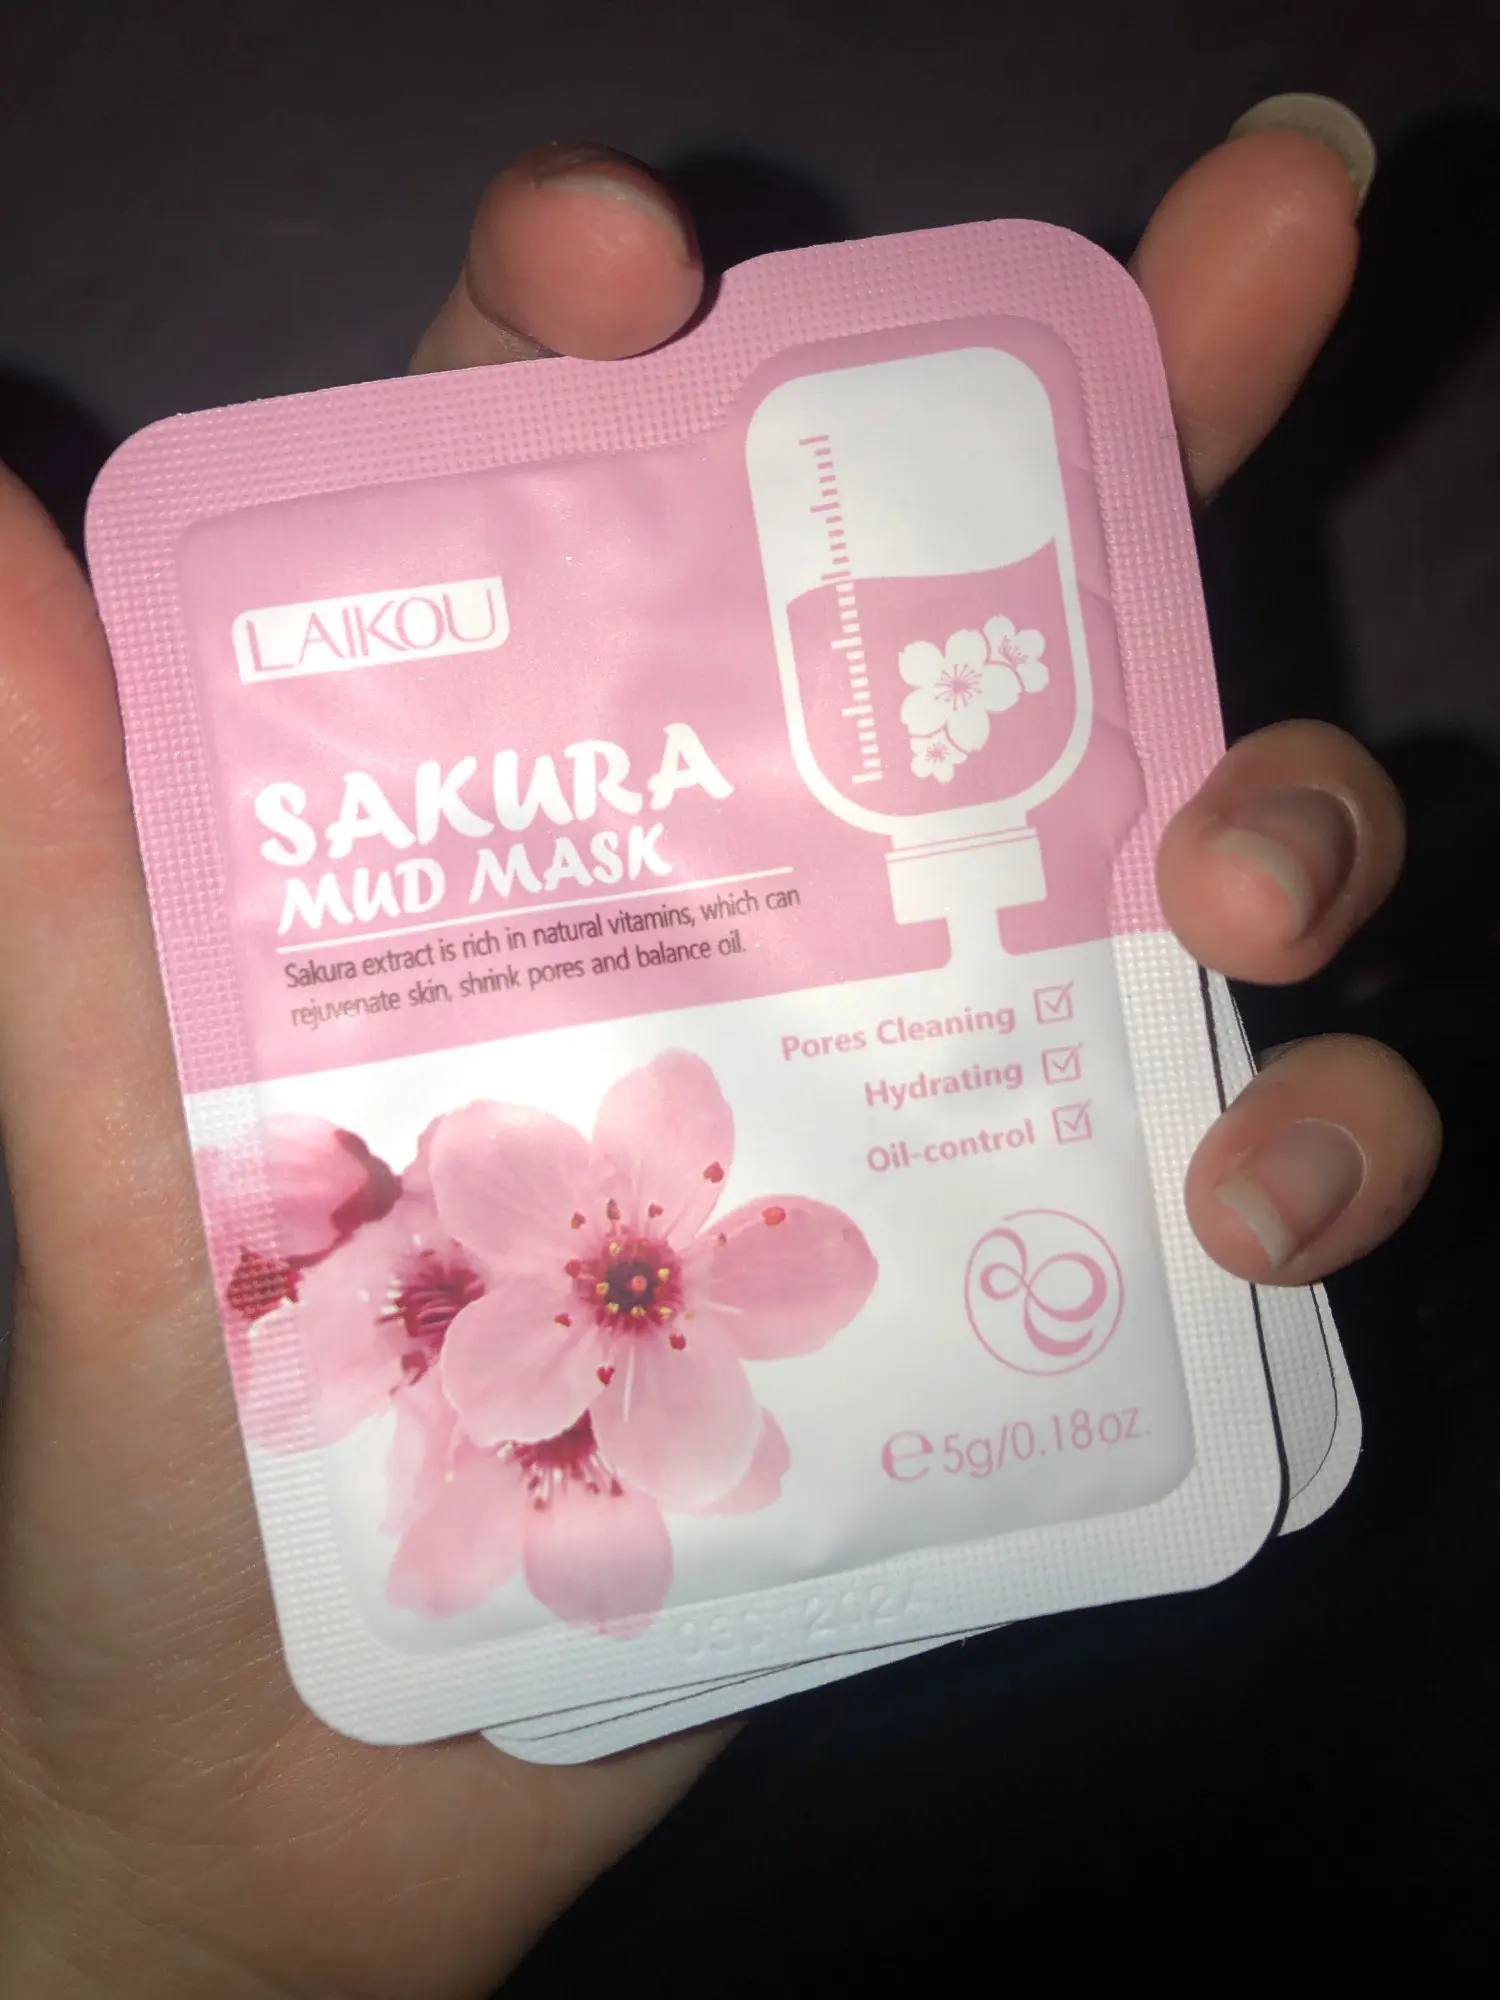 LAIKOU
SAKURA
MUD MASK
Sakura extract is rich in natural vitamins, which can
rejuvenate skin, shrink pores and balance oil.
Pores Cleaning
Hydrating
Oil-control
℮ 5g/0.18oz.